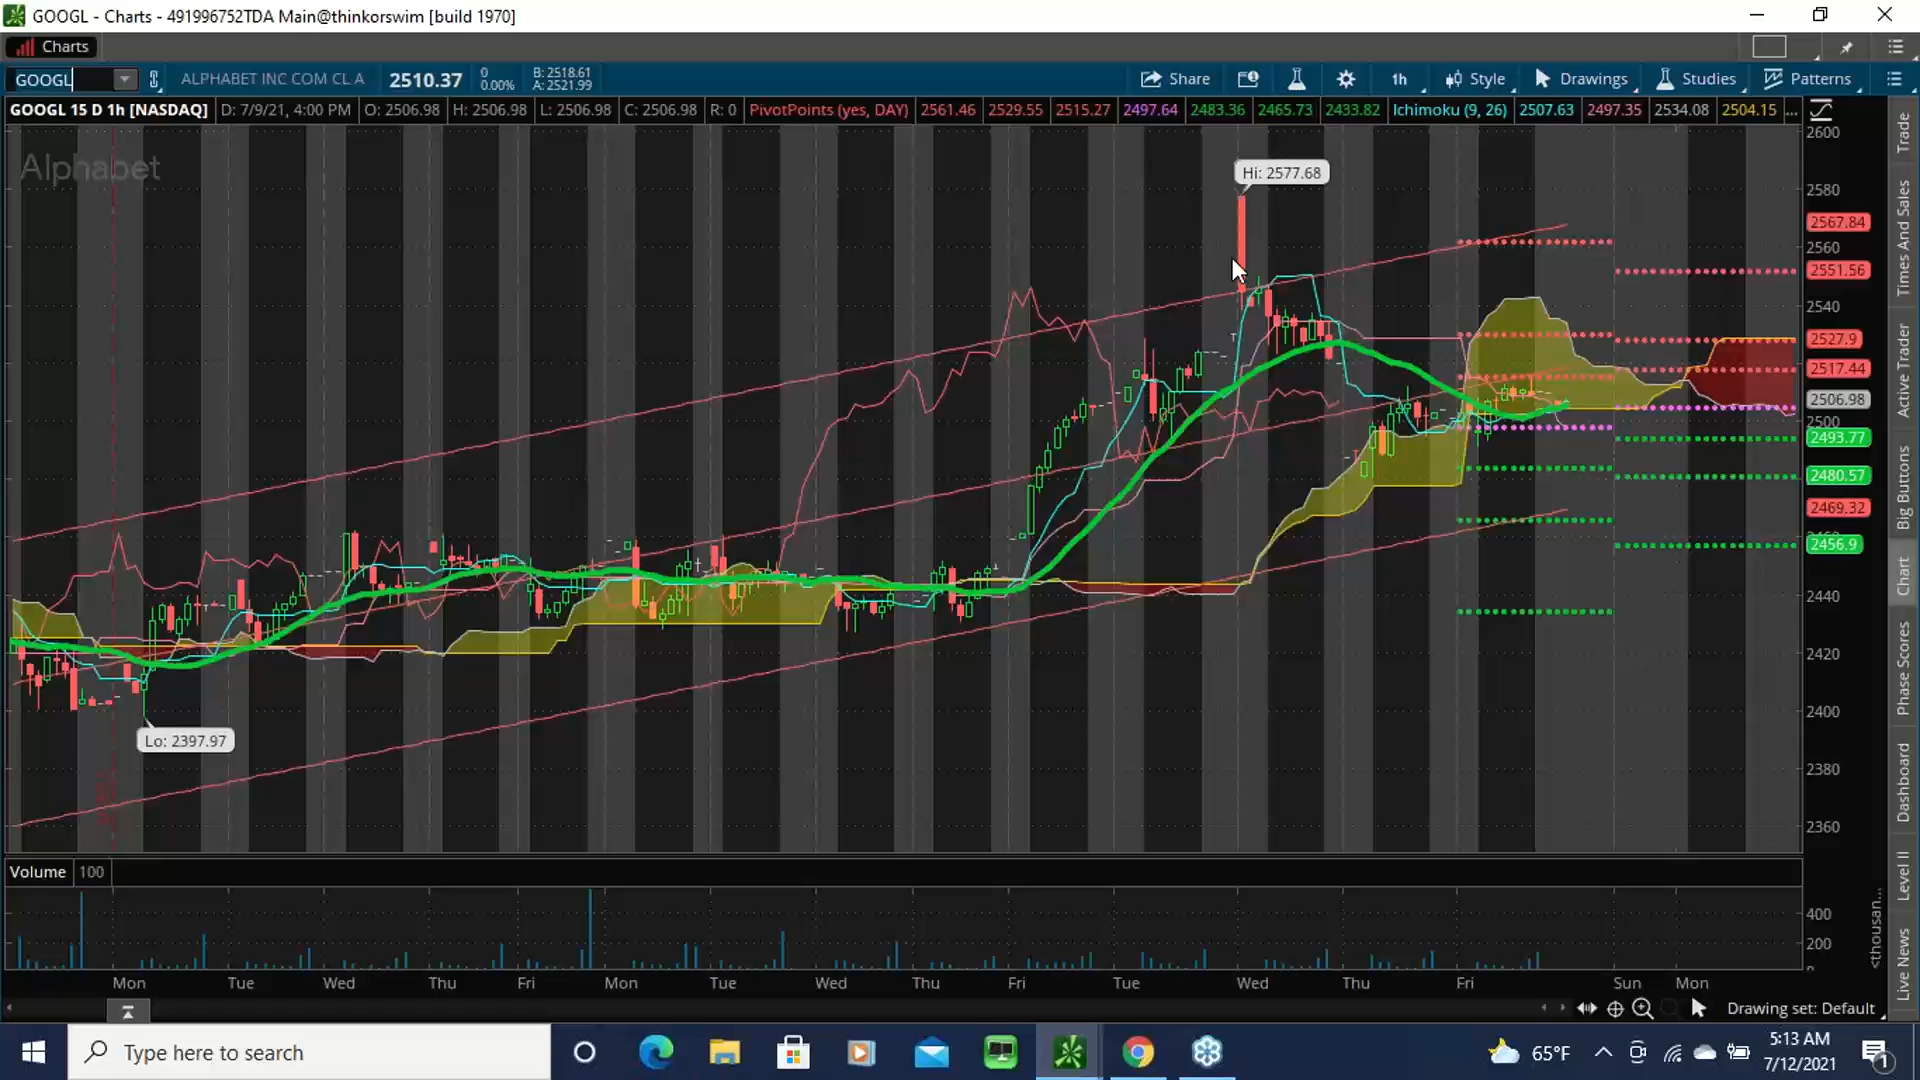 GOOGL - Charts - 491996752TDA Main@thinkorswim [build 1970]
Charts
GOOGL ALPHABET INC COM CL A 2510.37 0 0.00% B: 2518.61 A: 2521.99 Share 1h Style Drawings Studies Patterns
GOOGL 15 D 1h [NASDAQ] D: 7/9/21, 4:00 PM O: 2506.98 H: 2506.98 L: 2506.98 C: 2506.98 R: 0 PivotPoints (yes, DAY) 2561.46 2529.55 2515.27 2497.64 2483.36 2465.73 2433.82 Ichimoku (9, 26) 2507.63 2497.35 2534.08 2504.15 ...
Alphabet
Hi: 2577.68
Lo: 2397.97
2600
2580
2567.84
2560
2551.56
2540
2527.9
2517.44
2506.98
2500
2493.77
2480.57
2469.32
2456.9
2440
2420
2400
2380
2360
Volume 100
400
200
<thousan...
Mon Tue Wed Thu Fri Mon Tue Wed Thu Fri Tue Wed Thu Fri Sun Mon
Drawing set: Default
Trade
Times And Sales
Active Trader
Big Buttons
Chart
Phase Scores
Dashboard
Level II
Live News
Type here to search
65°F
5:13 AM
7/12/2021
1